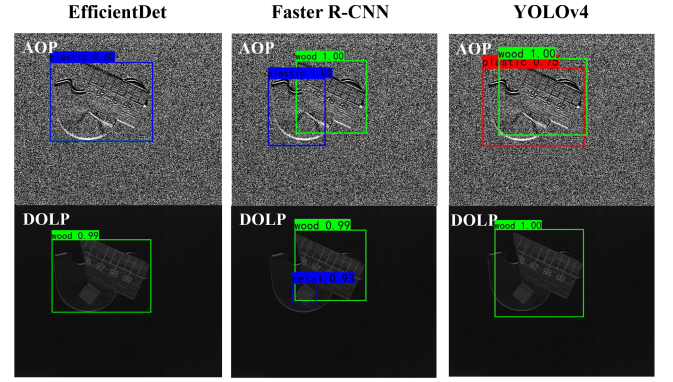 EfficientDet
Faster R-CNN
YOLOv4
AOP
AOP
wood 1.00
AOP
wood 1.00
DOLP
wood 0.99
DOLP
wood 0.99
DOLP
wood 1.00